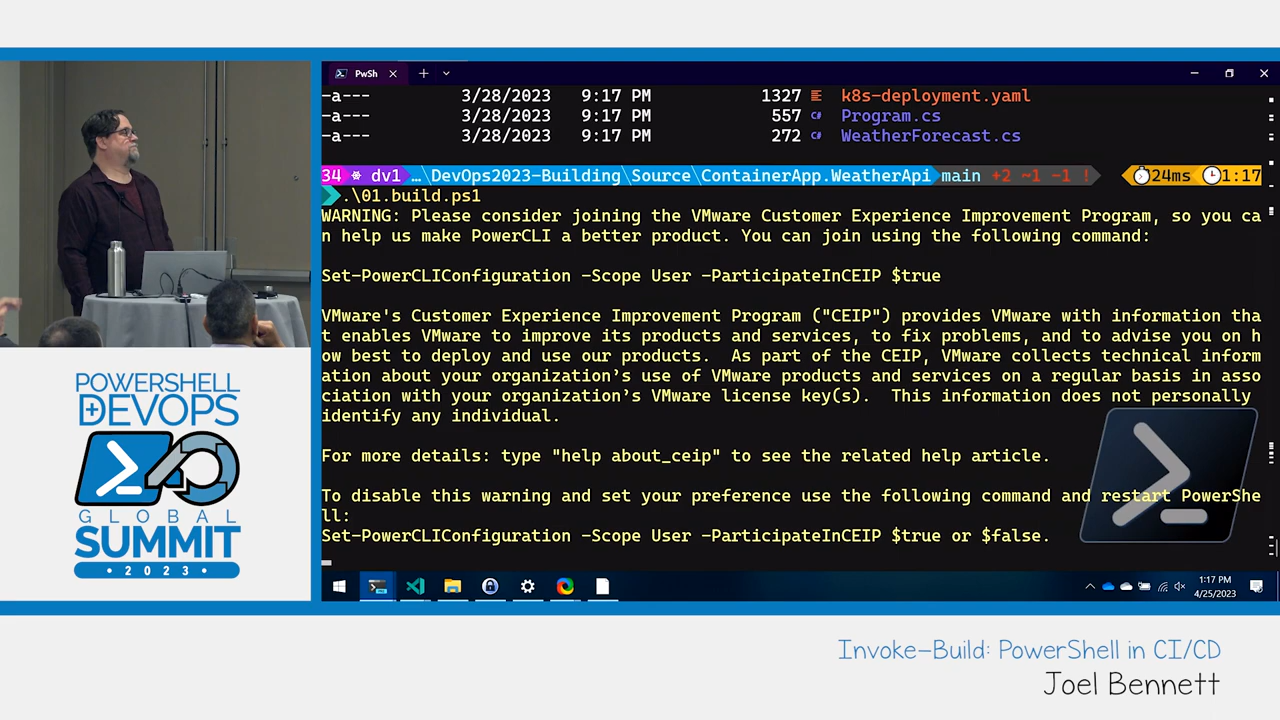 PwSh
-a--- 3/28/2023 9:17 PM 1327 k8s-deployment.yaml
-a--- 3/28/2023 9:17 PM 557 C# Program.cs
-a--- 3/28/2023 9:17 PM 272 C# WeatherForecast.cs
34 dv1 …\DevOps2023-Building\Source\ContainerApp.WeatherApi main +2 ~1 -1 ! 24ms 1:17
.\01.build.ps1
WARNING: Please consider joining the VMware Customer Experience Improvement Program, so you ca
n help us make PowerCLI a better product. You can join using the following command:
Set-PowerCLIConfiguration -Scope User -ParticipateInCEIP $true
VMware's Customer Experience Improvement Program ("CEIP") provides VMware with information tha
t enables VMware to improve its products and services, to fix problems, and to advise you on h
ow best to deploy and use our products.  As part of the CEIP, VMware collects technical inform
ation about your organization's use of VMware products and services on a regular basis in asso
ciation with your organization's VMware license key(s).  This information does not personally
identify any individual.
For more details: type "help about_ceip" to see the related help article.
To disable this warning and set your preference use the following command and restart PowerShe
ll:
Set-PowerCLIConfiguration -Scope User -ParticipateInCEIP $true or $false.
1:17 PM
4/25/2023
POWERSHELL
+DEVOPS
GLOBAL
SUMMIT
• 2023 •
Invoke-Build: PowerShell in CI/CD
Joel Bennett